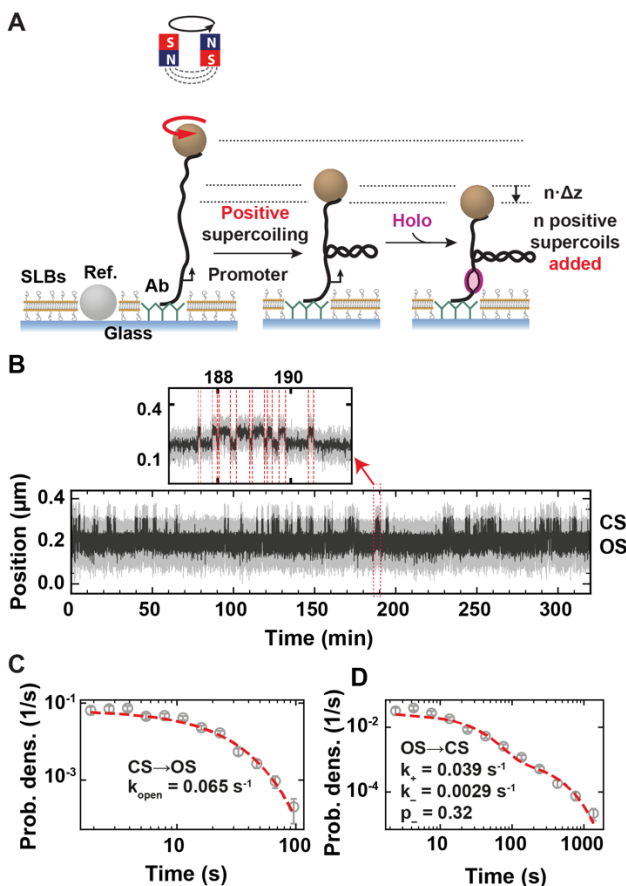 A
S N
N S
n·Δz
Positive
supercoiling
Holo
n positive
supercoils
added
SLBs
Ref.
Ab
Promoter
Glass
B
188 190
0.4
0.1
Position (µm)
0.4
0.2
0.0
CS
OS
0 50 100 150 200 250 300
Time (min)
C
Prob. dens. (1/s)
10⁻¹
10⁻³
CS→OS
k_open = 0.065 s⁻¹
10 100
Time (s)
D
Prob. dens. (1/s)
10⁻²
10⁻⁴
OS→CS
k₊ = 0.039 s⁻¹
k₋ = 0.0029 s⁻¹
p₋ = 0.32
10 100 1000
Time (s)